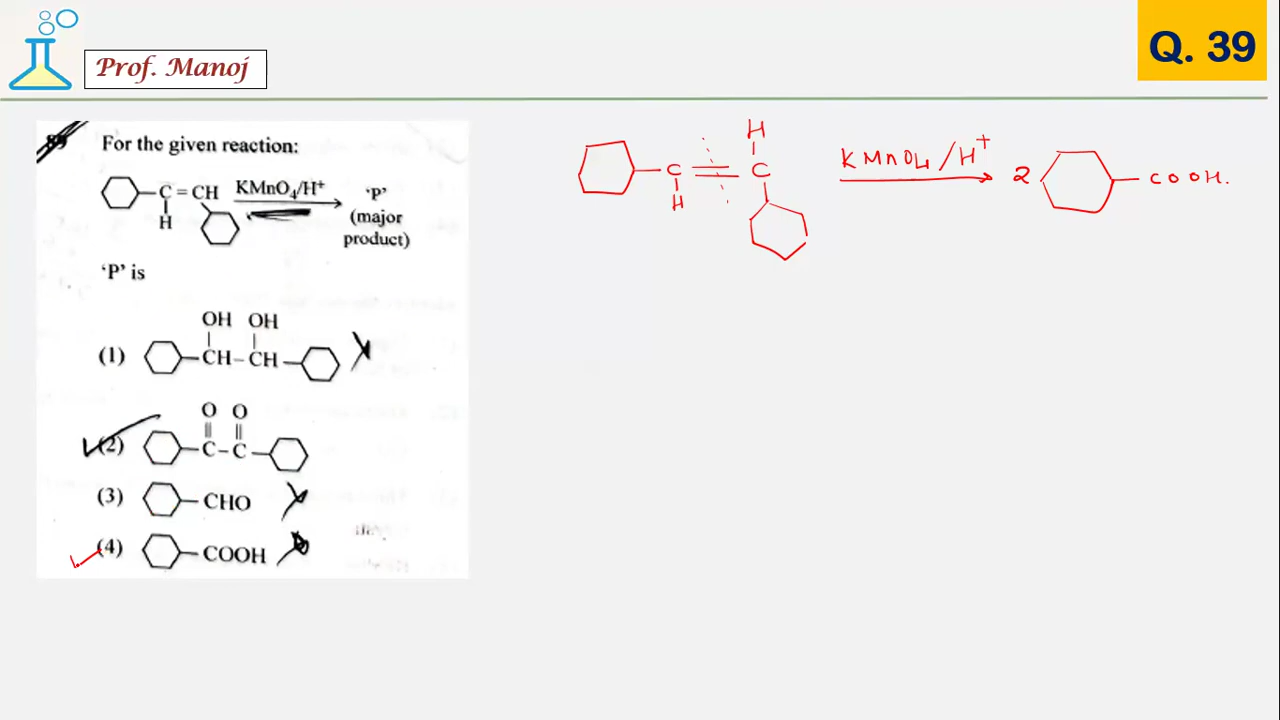 Prof. Manoj
Q. 39
89 For the given reaction:
C = CH KMnO₄/H⁺ 'P'
H
(major
product)
'P' is
OH OH
(1) CH – CH
O O
(2) C – C
(3) CHO
(4) COOH
H
C = C KMnO4/H+ 2 COOH.
H